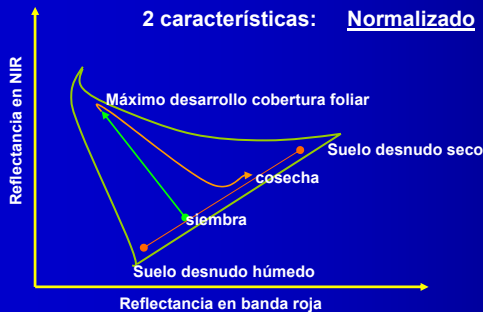 2 características: Normalizado
Reflectancia en NIR
Máximo desarrollo cobertura foliar
Suelo desnudo seco
cosecha
siembra
Suelo desnudo húmedo
Reflectancia en banda roja